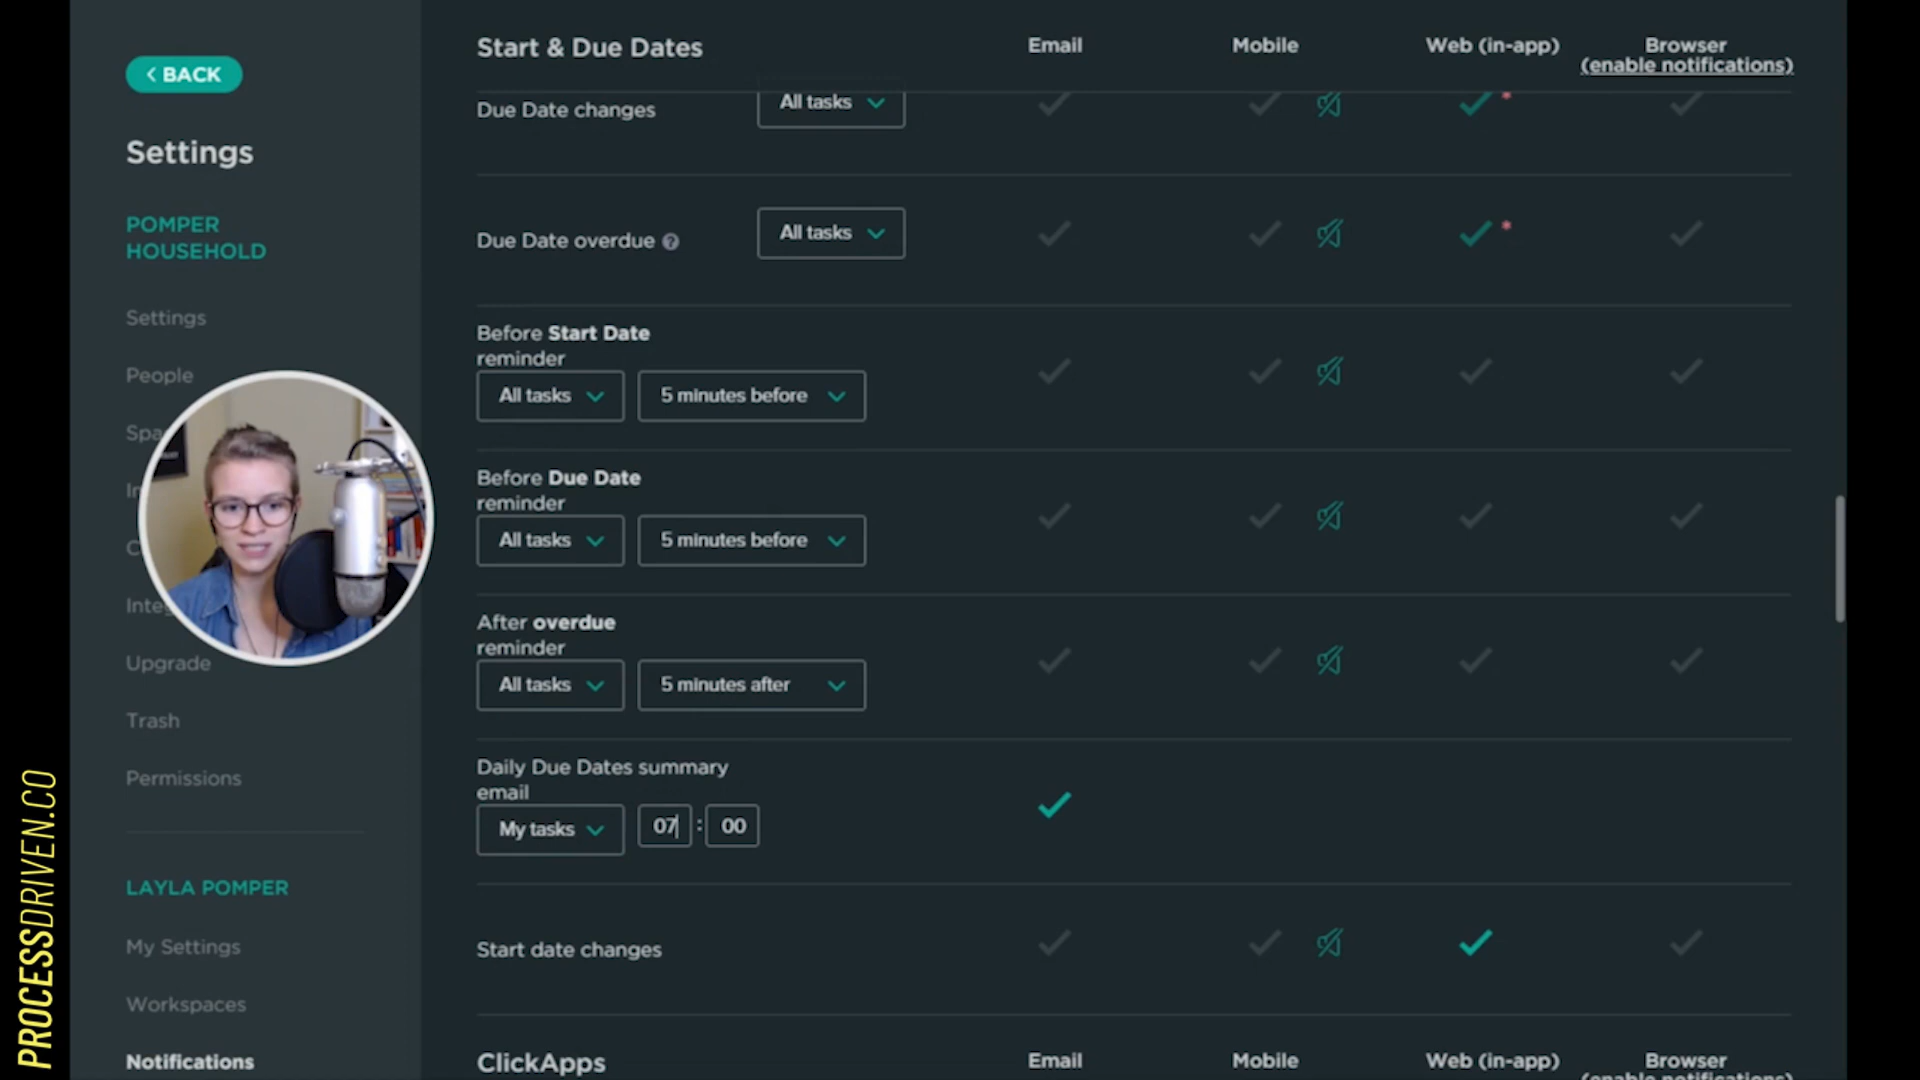 BACK
Settings
POMPER
HOUSEHOLD
Settings
People
Upgrade
Trash
Permissions
LAYLA POMPER
My Settings
Workspaces
Notifications
Start & Due Dates
Email
Mobile
Web (in-app)
Browser
(enable notifications)
Due Date changes
All tasks
*
Due Date overdue ?
All tasks
*
Before Start Date
reminder
All tasks
5 minutes before
Before Due Date
reminder
All tasks
5 minutes before
After overdue
reminder
All tasks
5 minutes after
Daily Due Dates summary
email
My tasks
07 : 00
Start date changes
ClickApps
Email
Mobile
Web (in-app)
Browser
(enable notifications)
PROCESSDRIVEN.CO